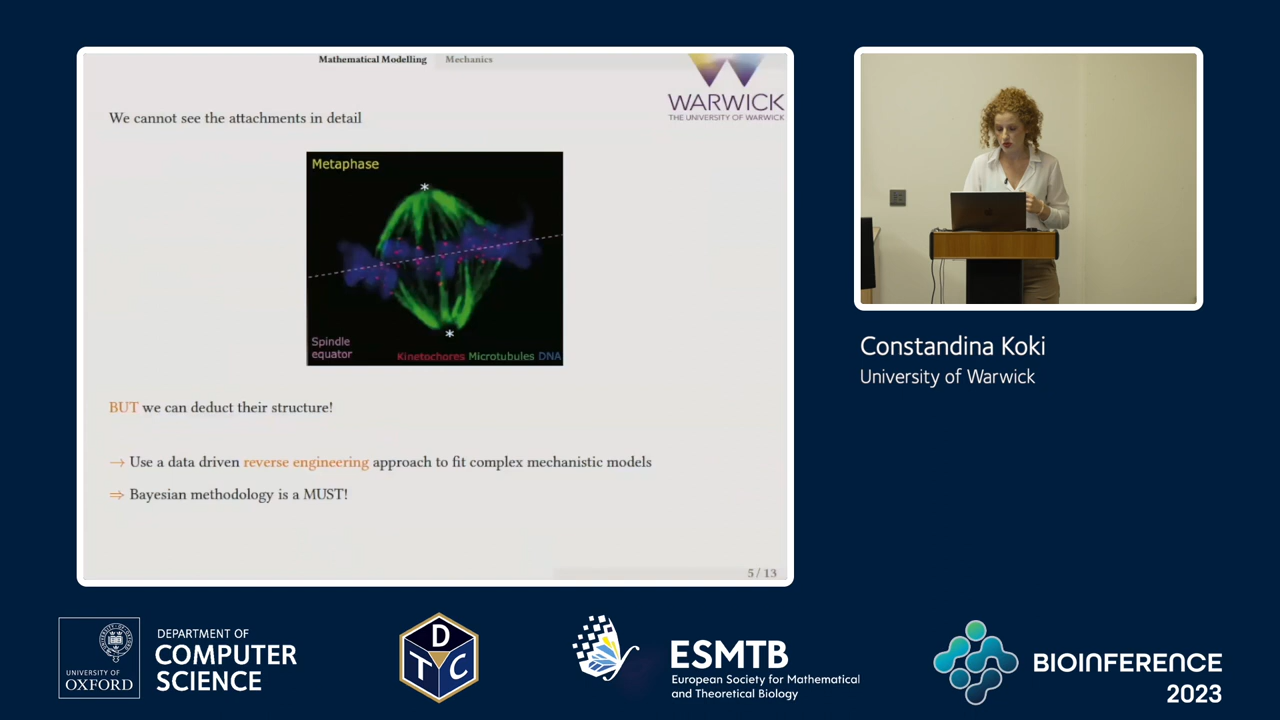 Mathematical Modelling Mechanics
WARWICK
THE UNIVERSITY OF WARWICK
We cannot see the attachments in detail
Metaphase
*
*
Spindle
equator
Kinetochores Microtubules DNA
BUT we can deduct their structure!
→ Use a data driven reverse engineering approach to fit complex mechanistic models
⇒ Bayesian methodology is a MUST!
5 / 13
Constandina Koki
University of Warwick
UNIVERSITY OF
OXFORD
DEPARTMENT OF
COMPUTER
SCIENCE
D
T C
ESMTB
European Society for Mathematical
and Theoretical Biology
BIOINFERENCE
2023